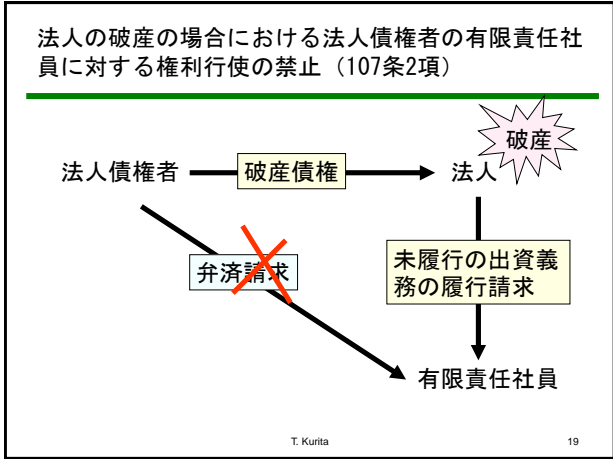 法人の破産の場合における法人債権者の有限責任社
員に対する権利行使の禁止（107条2項）
破産
法人債権者
破産債権
法人
弁済請求
未履行の出資義
務の履行請求
有限責任社員
T. Kurita
19